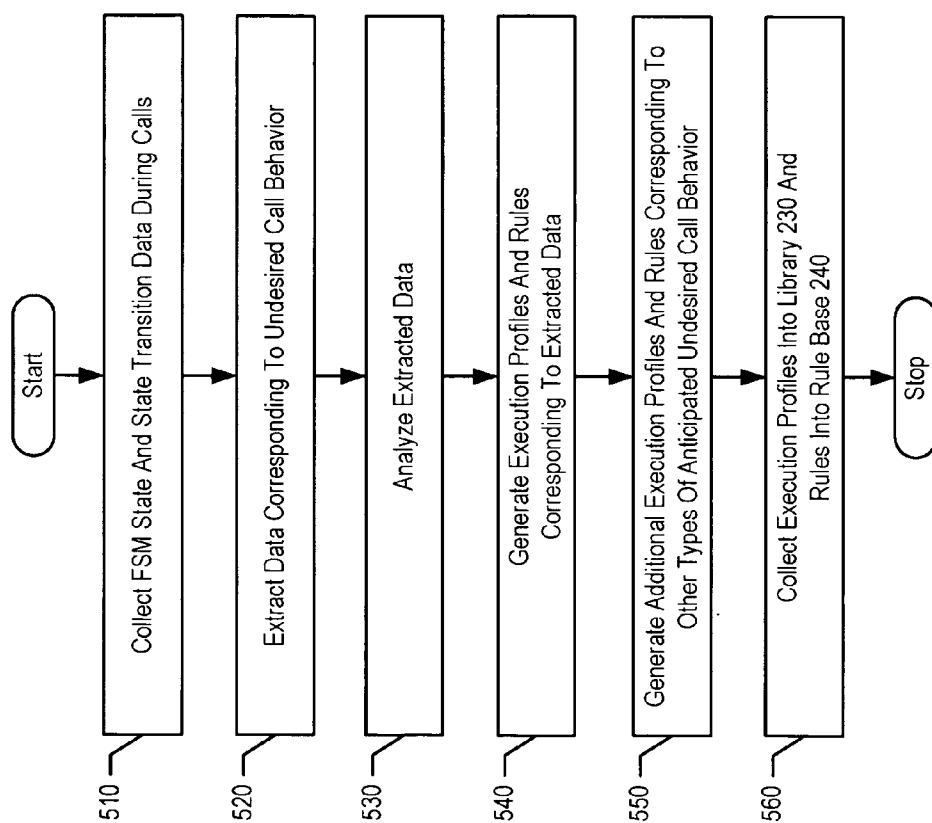 Start
510
Collect FSM State And State Transition Data During Calls
520
Extract Data Corresponding To Undesired Call Behavior
530
Analyze Extracted Data
540
Generate Execution Profiles And Rules
Corresponding To Extracted Data
550
Generate Additional Execution Profiles And Rules Corresponding To
Other Types Of Anticipated Undesired Call Behavior
560
Collect Execution Profiles Into Library 230 And
Rules Into Rule Base 240
Stop